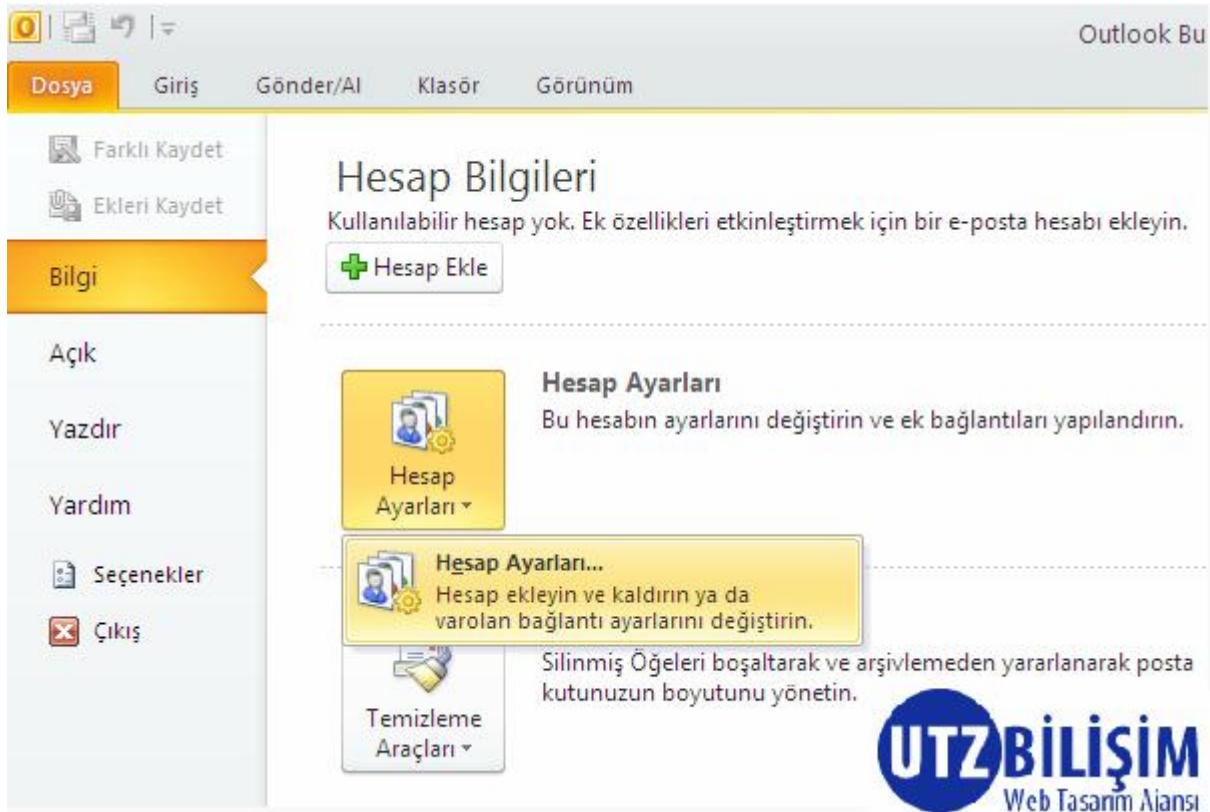 Outlook Bu
Dosya Giriş Gönder/Al Klasör Görünüm
Farklı Kaydet
Ekleri Kaydet
Bilgi
Açık
Yazdır
Yardım
Seçenekler
Çıkış
Hesap Bilgileri
Kullanılabilir hesap yok. Ek özellikleri etkinleştirmek için bir e-posta hesabı ekleyin.
Hesap Ekle
Hesap
Ayarları
Hesap Ayarları
Bu hesabın ayarlarını değiştirin ve ek bağlantıları yapılandırın.
Hesap Ayarları...
Hesap ekleyin ve kaldırın ya da
varolan bağlantı ayarlarını değiştirin.
Temizleme
Araçları
Silinmiş Öğeleri boşaltarak ve arşivlemeden yararlanarak posta
kutunuzun boyutunu yönetin.
UTZ BİLİŞİM
Web Tasarım Ajansı